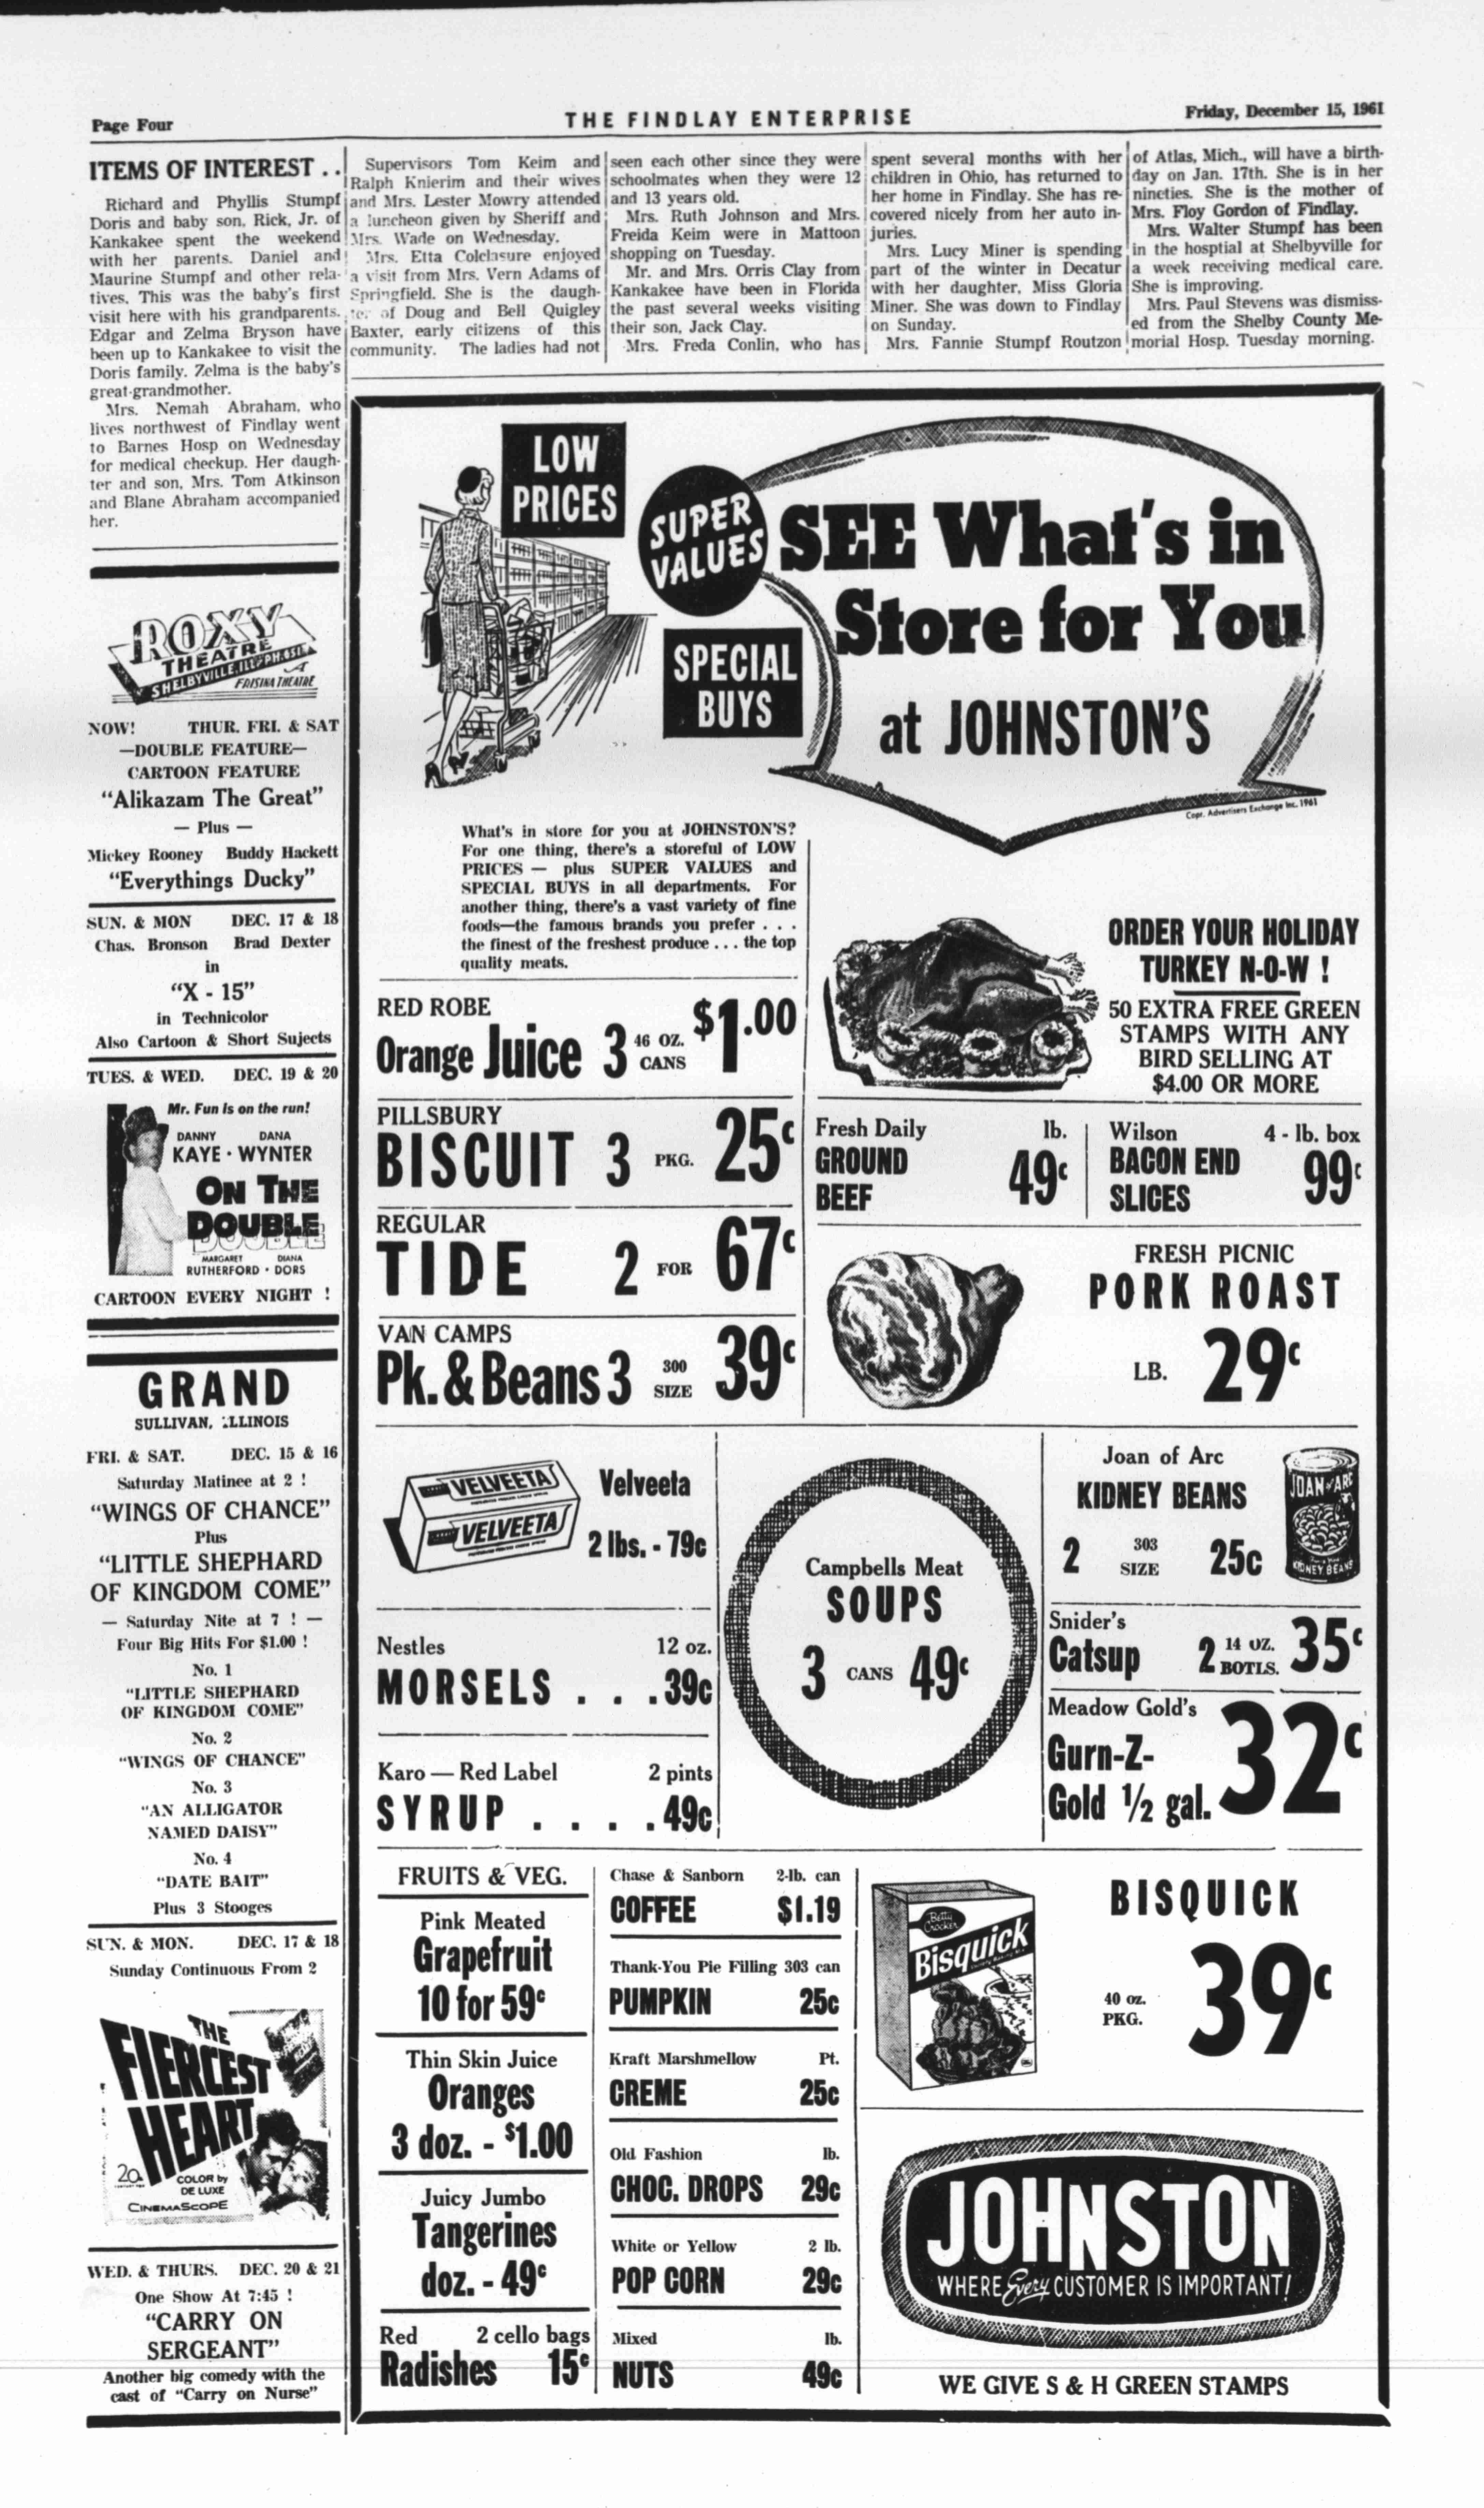 Page Four
THE FINDLAY ENTERPRISE
Friday, December 15, 1961
ITEMS OF INTEREST . .
Richard and Phyllis Stumpf
Doris and baby son, Rick, Jr. of
Kankakee spent the weekend
with her parents. Daniel and
Maurine Stumpf and other rela-
tives. This was the baby's first
visit here with his grandparents.
Edgar and Zelma Bryson have
been up to Kankakee to visit the
Doris family. Zelma is the baby's
great-grandmother.
Mrs. Nemah Abraham, who
lives northwest of Findlay went
to Barnes Hosp on Wednesday
for medical checkup. Her daugh-
ter and son, Mrs. Tom Atkinson
and Blane Abraham accompanied
her.
Supervisors Tom Keim and
Ralph Knierim and their wives
and Mrs. Lester Mowry attended
a luncheon given by Sheriff and
Mrs. Wade on Wednesday.
Mrs. Etta Colclasure enjoyed
a visit from Mrs. Vern Adams of
Springfield. She is the daugh-
ter of Doug and Bell Quigley
Baxter, early citizens of this
community. The ladies had not
seen each other since they were
schoolmates when they were 12
and 13 years old.
Mrs. Ruth Johnson and Mrs.
Freida Keim were in Mattoon
shopping on Tuesday.
Mr. and Mrs. Orris Clay from
Kankakee have been in Florida
the past several weeks visiting
their son, Jack Clay.
Mrs. Freda Conlin, who has
spent several months with her
children in Ohio, has returned to
her home in Findlay. She has re-
covered nicely from her auto in-
juries.
Mrs. Lucy Miner is spending
part of the winter in Decatur
with her daughter, Miss Gloria
Miner. She was down to Findlay
on Sunday.
Mrs. Fannie Stumpf Routzon
of Atlas, Mich., will have a birth-
day on Jan. 17th. She is in her
nineties. She is the mother of
Mrs. Floy Gordon of Findlay.
Mrs. Walter Stumpf has been
in the hosptial at Shelbyville for
a week receiving medical care.
She is improving.
Mrs. Paul Stevens was dismiss-
ed from the Shelby County Me-
morial Hosp. Tuesday morning.
ROXY
THEATRE
SHELBYVILLE, ILL.
A
FRISINA THEATRE
NOW! THUR. FRI. & SAT
—DOUBLE FEATURE—
CARTOON FEATURE
"Alikazam The Great"
— Plus —
Mickey Rooney Buddy Hackett
"Everythings Ducky"
SUN. & MON DEC. 17 & 18
Chas. Bronson Brad Dexter
in
"X - 15"
in Technicolor
Also Cartoon & Short Sujects
TUES. & WED. DEC. 19 & 20
Mr. Fun is on the run!
DANNY DANA
KAYE · WYNTER
ON THE
DOUBLE
MARGARET DIANA
RUTHERFORD · DORS
CARTOON EVERY NIGHT !
GRAND
SULLIVAN, ILLINOIS
FRI. & SAT. DEC. 15 & 16
Saturday Matinee at 2 !
"WINGS OF CHANCE"
Plus
"LITTLE SHEPHARD
OF KINGDOM COME"
— Saturday Nite at 7 ! —
Four Big Hits For $1.00 !
No. 1
"LITTLE SHEPHARD
OF KINGDOM COME"
No. 2
"WINGS OF CHANCE"
No. 3
"AN ALLIGATOR
NAMED DAISY"
No. 4
"DATE BAIT"
Plus 3 Stooges
SUN. & MON. DEC. 17 & 18
Sunday Continuous From 2
THE
FIERCEST
HEART
20
COLOR by
DE LUXE
CINEMASCOPE
WED. & THURS. DEC. 20 & 21
One Show At 7:45 !
"CARRY ON
SERGEANT"
Another big comedy with the
cast of "Carry on Nurse"
LOW
PRICES
SUPER
VALUES
SPECIAL
BUYS
SEE What's in
Store for You
at JOHNSTON'S
Copr. Advertisers Exchange Inc. 1961
What's in store for you at JOHNSTON'S?
For one thing, there's a storeful of LOW
PRICES — plus SUPER VALUES and
SPECIAL BUYS in all departments. For
another thing, there's a vast variety of fine
foods—the famous brands you prefer . . .
the finest of the freshest produce . . . the top
quality meats.
RED ROBE
Orange Juice 3 46 OZ. CANS $1.00
PILLSBURY
BISCUIT 3 PKG. 25c
REGULAR
TIDE 2 FOR 67c
VAN CAMPS
Pk. & Beans 3 300 SIZE 39c
ORDER YOUR HOLIDAY
TURKEY N-O-W !
50 EXTRA FREE GREEN
STAMPS WITH ANY
BIRD SELLING AT
$4.00 OR MORE
Fresh Daily lb.
GROUND
BEEF 49c
Wilson 4 - lb. box
BACON END
SLICES 99c
FRESH PICNIC
PORK ROAST
LB. 29c
VELVEETA
VELVEETA
Velveeta
2 lbs. - 79c
Nestles 12 oz.
MORSELS . . . 39c
Karo — Red Label 2 pints
SYRUP . . . . 49c
Campbells Meat
SOUPS
3 CANS 49c
Joan of Arc
KIDNEY BEANS
2 303 SIZE 25c
JOAN OF ARC
KIDNEY BEANS
Snider's
Catsup 2 14 OZ. BOTLS. 35c
Meadow Gold's
Gurn-Z-
Gold ½ gal. 32c
FRUITS & VEG.
Pink Meated
Grapefruit
10 for 59c
Thin Skin Juice
Oranges
3 doz. - $1.00
Juicy Jumbo
Tangerines
doz. - 49c
Red 2 cello bags
Radishes 15c
Chase & Sanborn 2-lb. can
COFFEE $1.19
Thank-You Pie Filling 303 can
PUMPKIN 25c
Kraft Marshmellow Pt.
CREME 25c
Old Fashion lb.
CHOC. DROPS 29c
White or Yellow 2 lb.
POP CORN 29c
Mixed lb.
NUTS 49c
Betty
Crocker
Bisquick
BISQUICK
40 oz.
PKG. 39c
JOHNSTON
WHERE Every CUSTOMER IS IMPORTANT!
WE GIVE S & H GREEN STAMPS